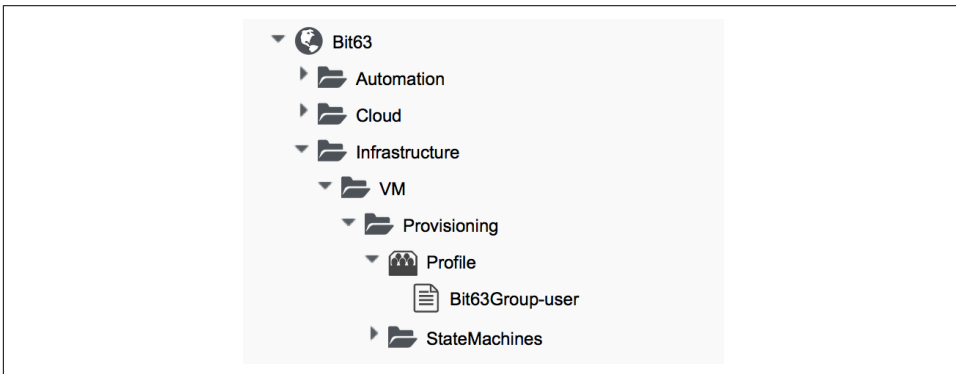 Bit63
Automation
Cloud
Infrastructure
VM
Provisioning
Profile
Bit63Group-user
StateMachines